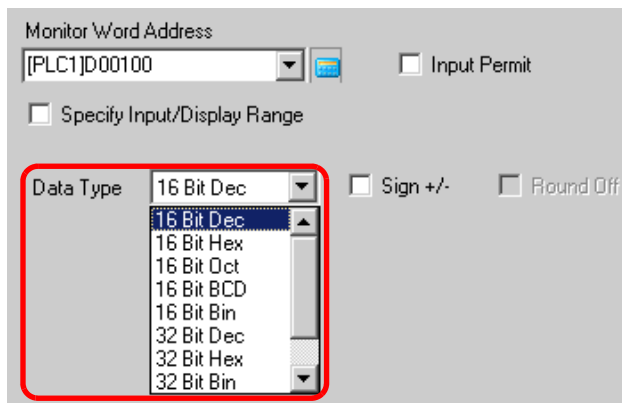 Monitor Word Address
[PLC1]D00100
Input Permit
Specify Input/Display Range
Data Type 16 Bit Dec Sign +/- Round Off
16 Bit Dec
16 Bit Hex
16 Bit Oct
16 Bit BCD
16 Bit Bin
32 Bit Dec
32 Bit Hex
32 Bit Bin